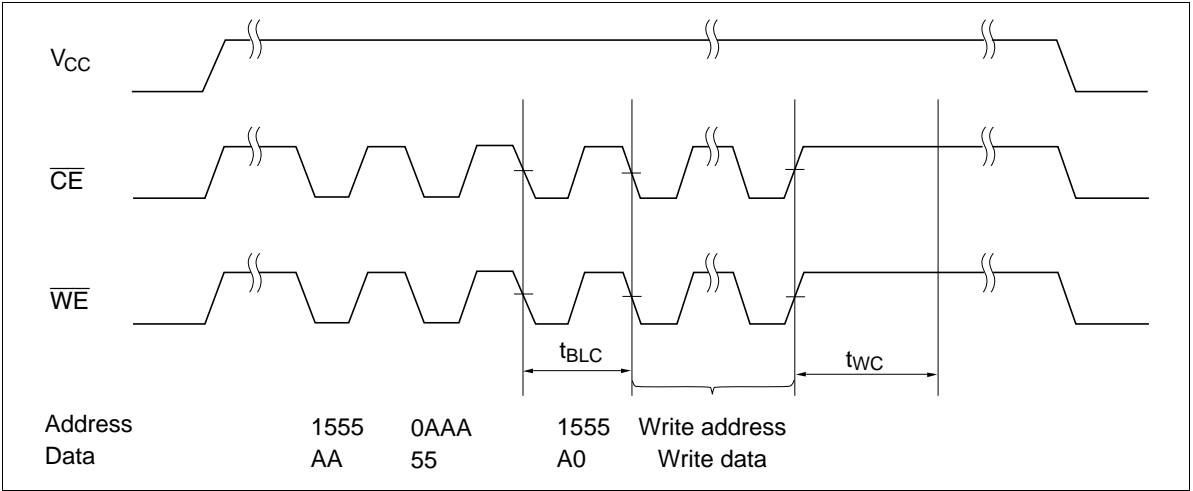 VCC
CE
WE
tBLC
tWC
Address 1555 0AAA 1555 Write address
Data AA 55 A0 Write data